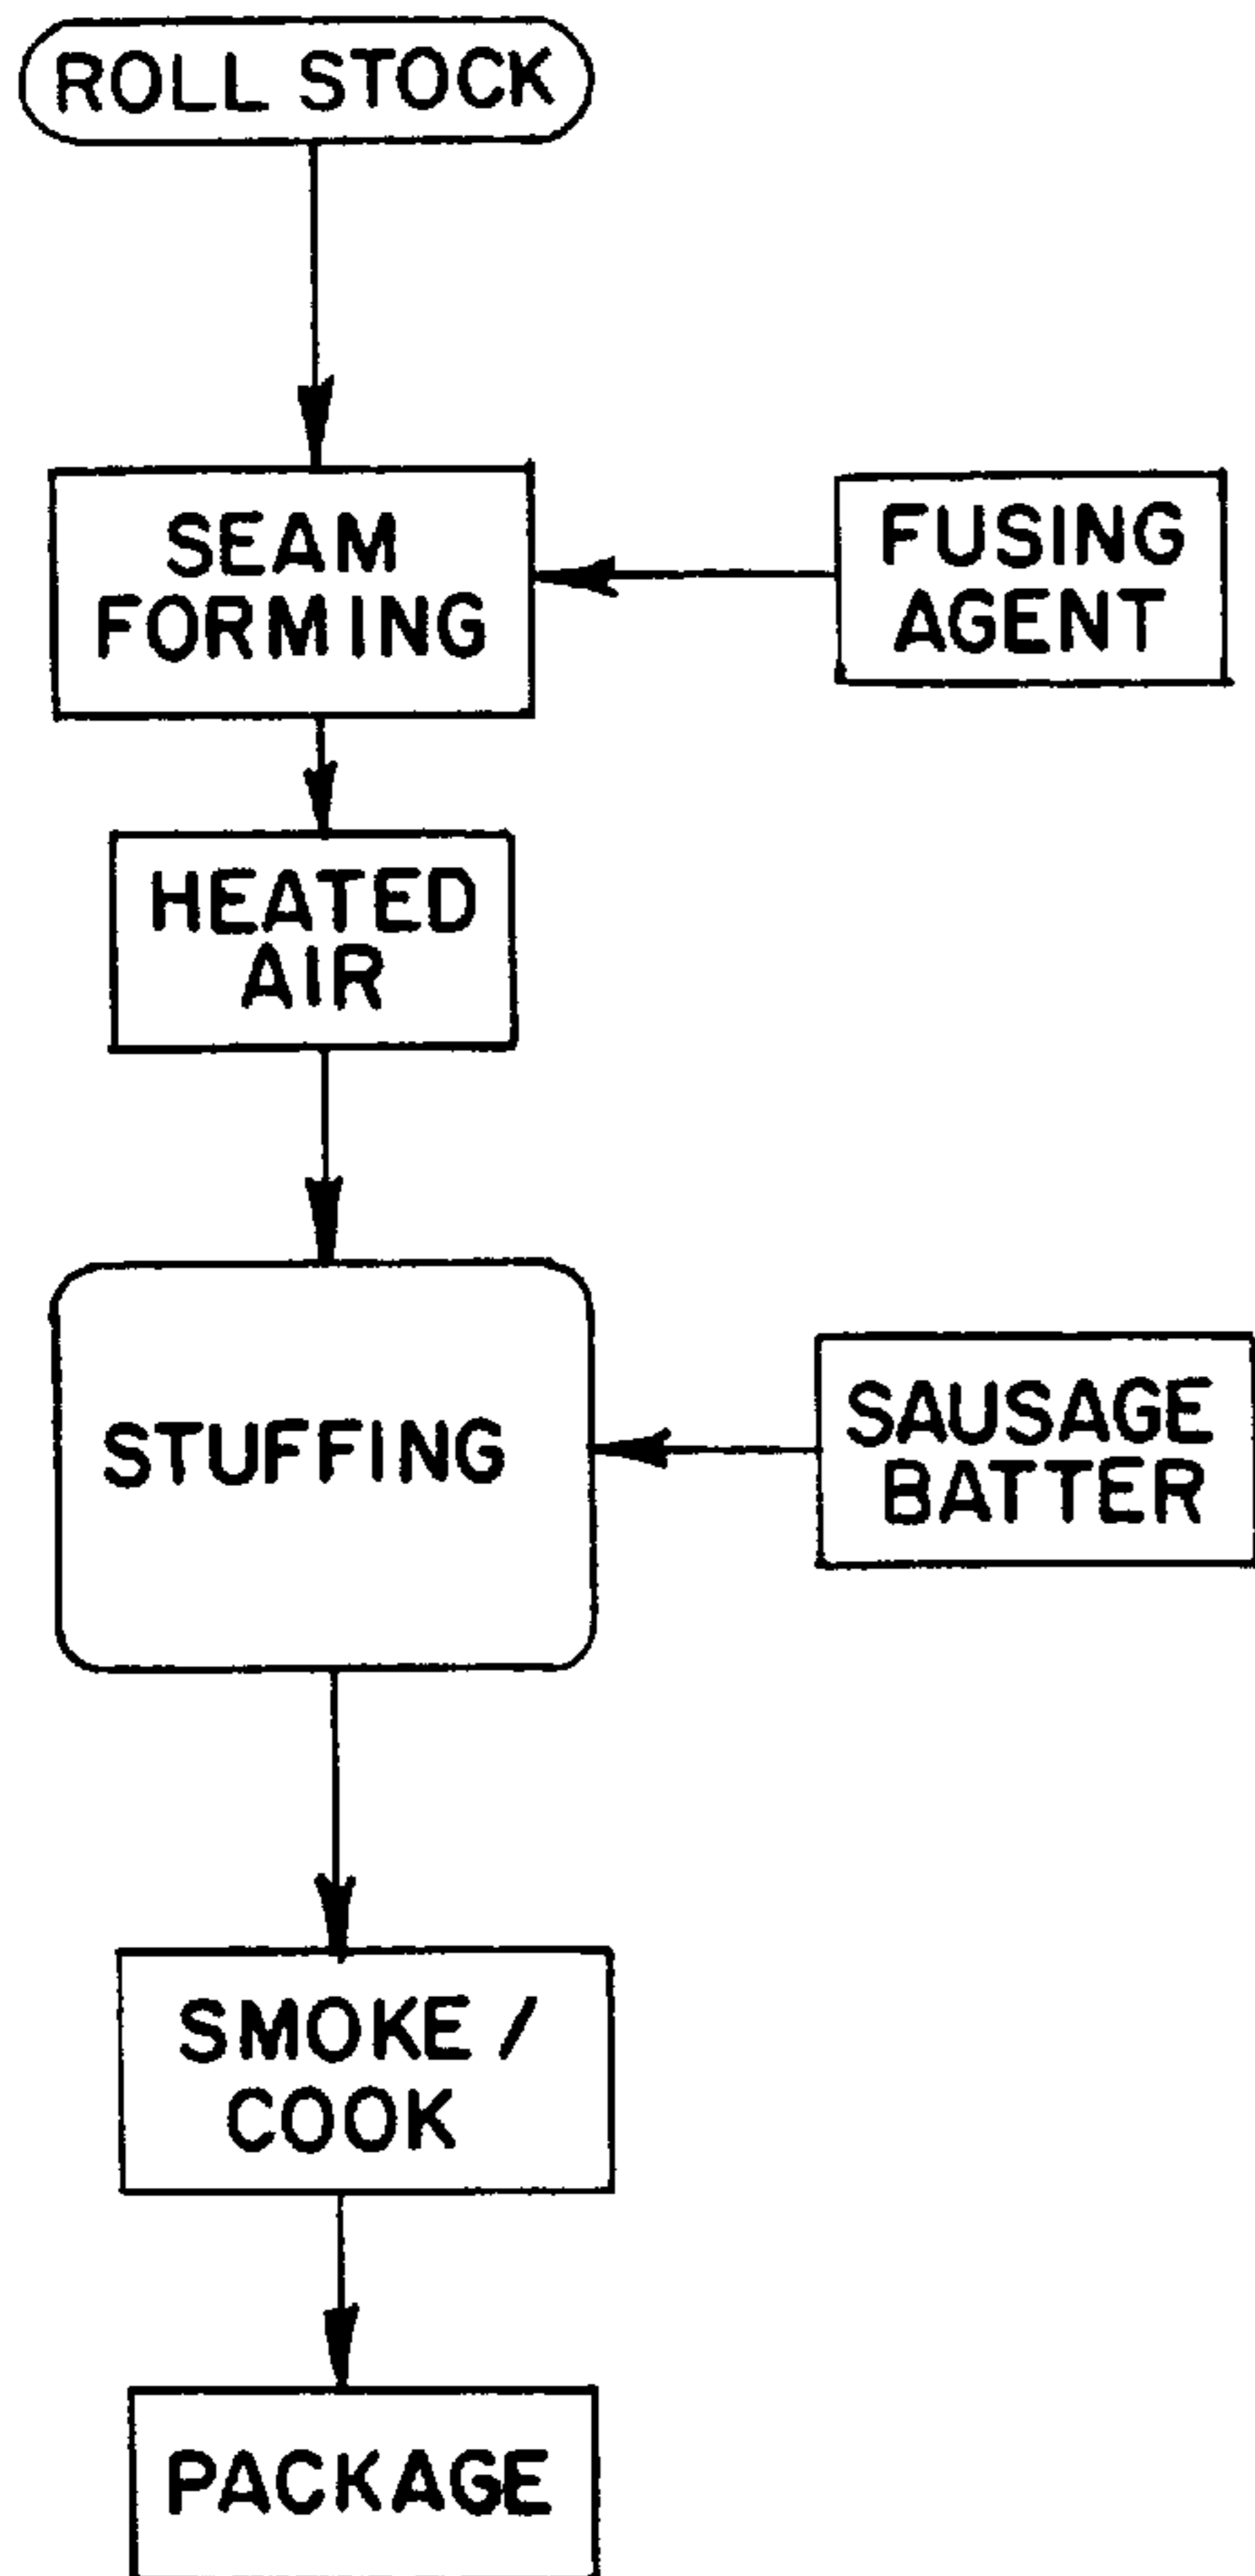 ROLL STOCK
SEAM
FORMING
FUSING
AGENT
HEATED
AIR
STUFFING
SAUSAGE
BATTER
SMOKE /
COOK
PACKAGE